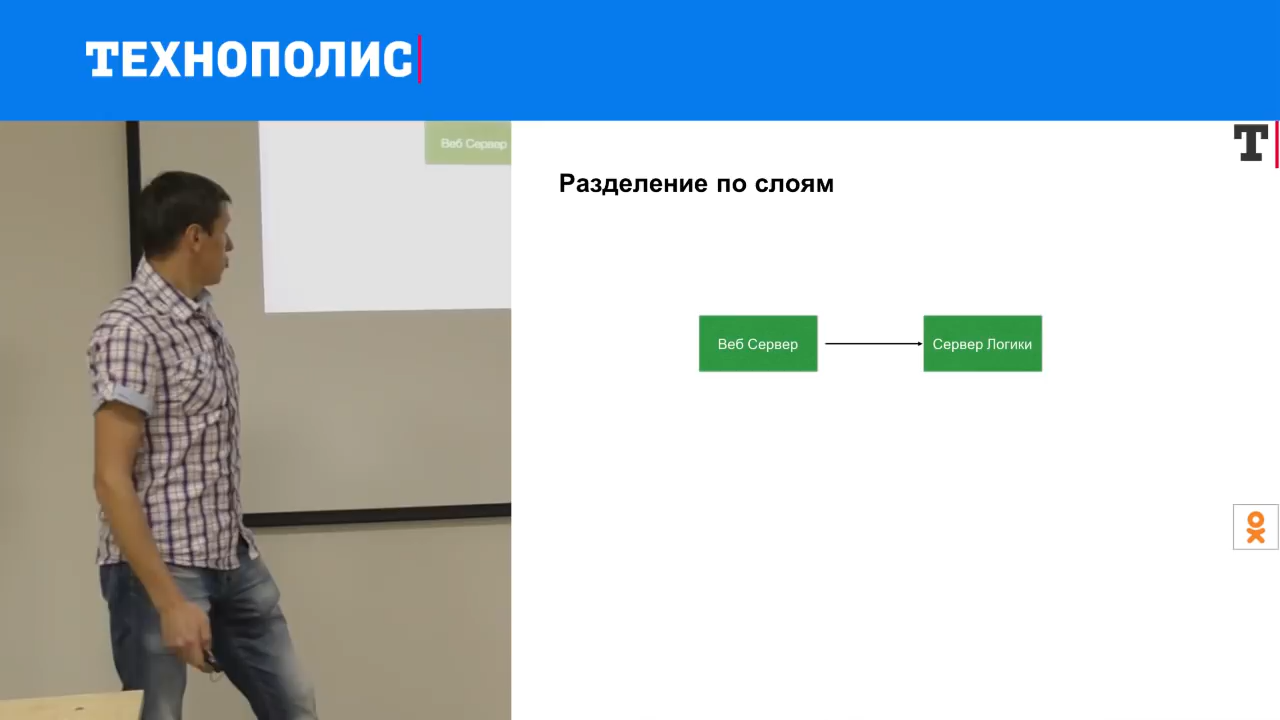 ТЕХНОПОЛИС
Веб Сервер
Т
Разделение по слоям
Веб Сервер
Сервер Логики